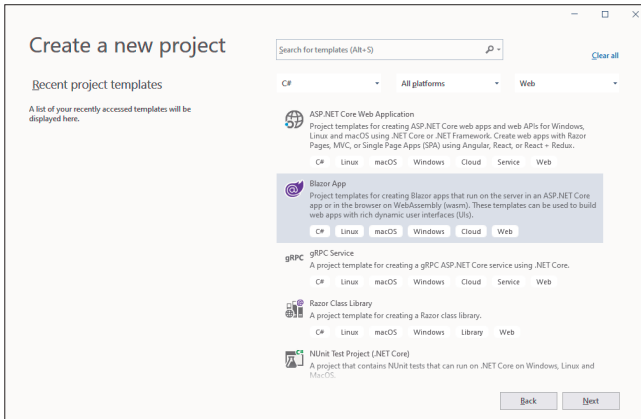 Create a new project
Search for templates (Alt+S)
Clear all
Recent project templates
C#
All platforms
Web
A list of your recently accessed templates will be
displayed here.
ASP.NET Core Web Application
Project templates for creating ASP.NET Core web apps and web APIs for Windows,
Linux and macOS using .NET Core or .NET Framework. Create web apps with Razor
Pages, MVC, or Single Page Apps (SPA) using Angular, React, or React + Redux.
C# Linux macOS Windows Cloud Service Web
Blazor App
Project templates for creating Blazor apps that run on the server in an ASP.NET Core
app or in the browser on WebAssembly (wasm). These templates can be used to build
web apps with rich dynamic user interfaces (UIs).
C# Linux macOS Windows Cloud Web
gRPC
gRPC Service
A project template for creating a gRPC ASP.NET Core service using .NET Core.
C# Linux macOS Windows Cloud Service Web
Razor Class Library
A project template for creating a Razor class library.
C# Linux macOS Windows Library Web
NUnit Test Project (.NET Core)
A project that contains NUnit tests that can run on .NET Core on Windows, Linux and
MacOS.
Back
Next